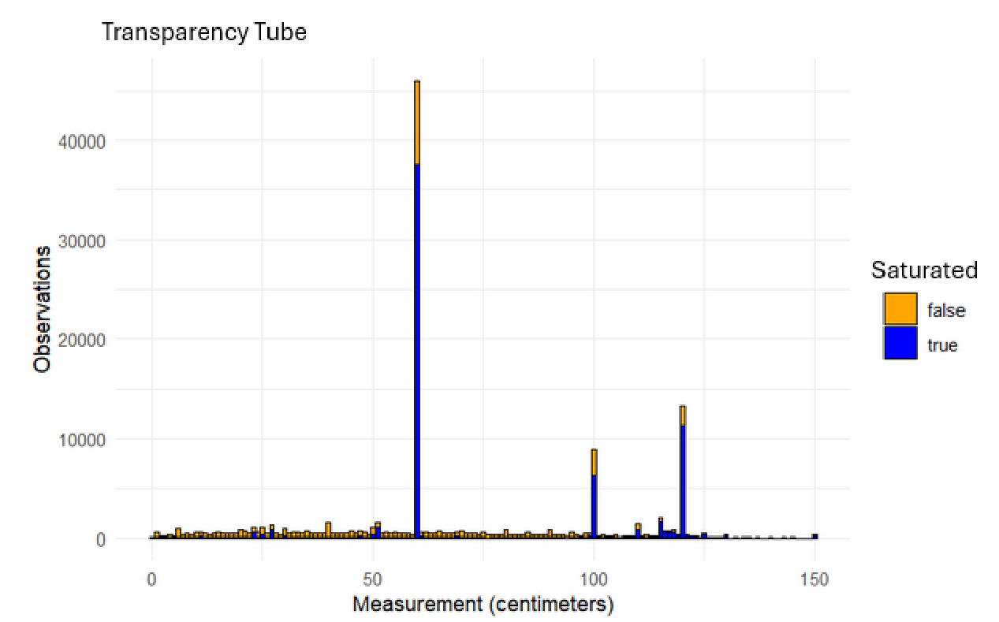 Transparency Tube
40000
30000
20000
10000
0
Observations
0 50 100 150
Measurement (centimeters)
Saturated
false
true